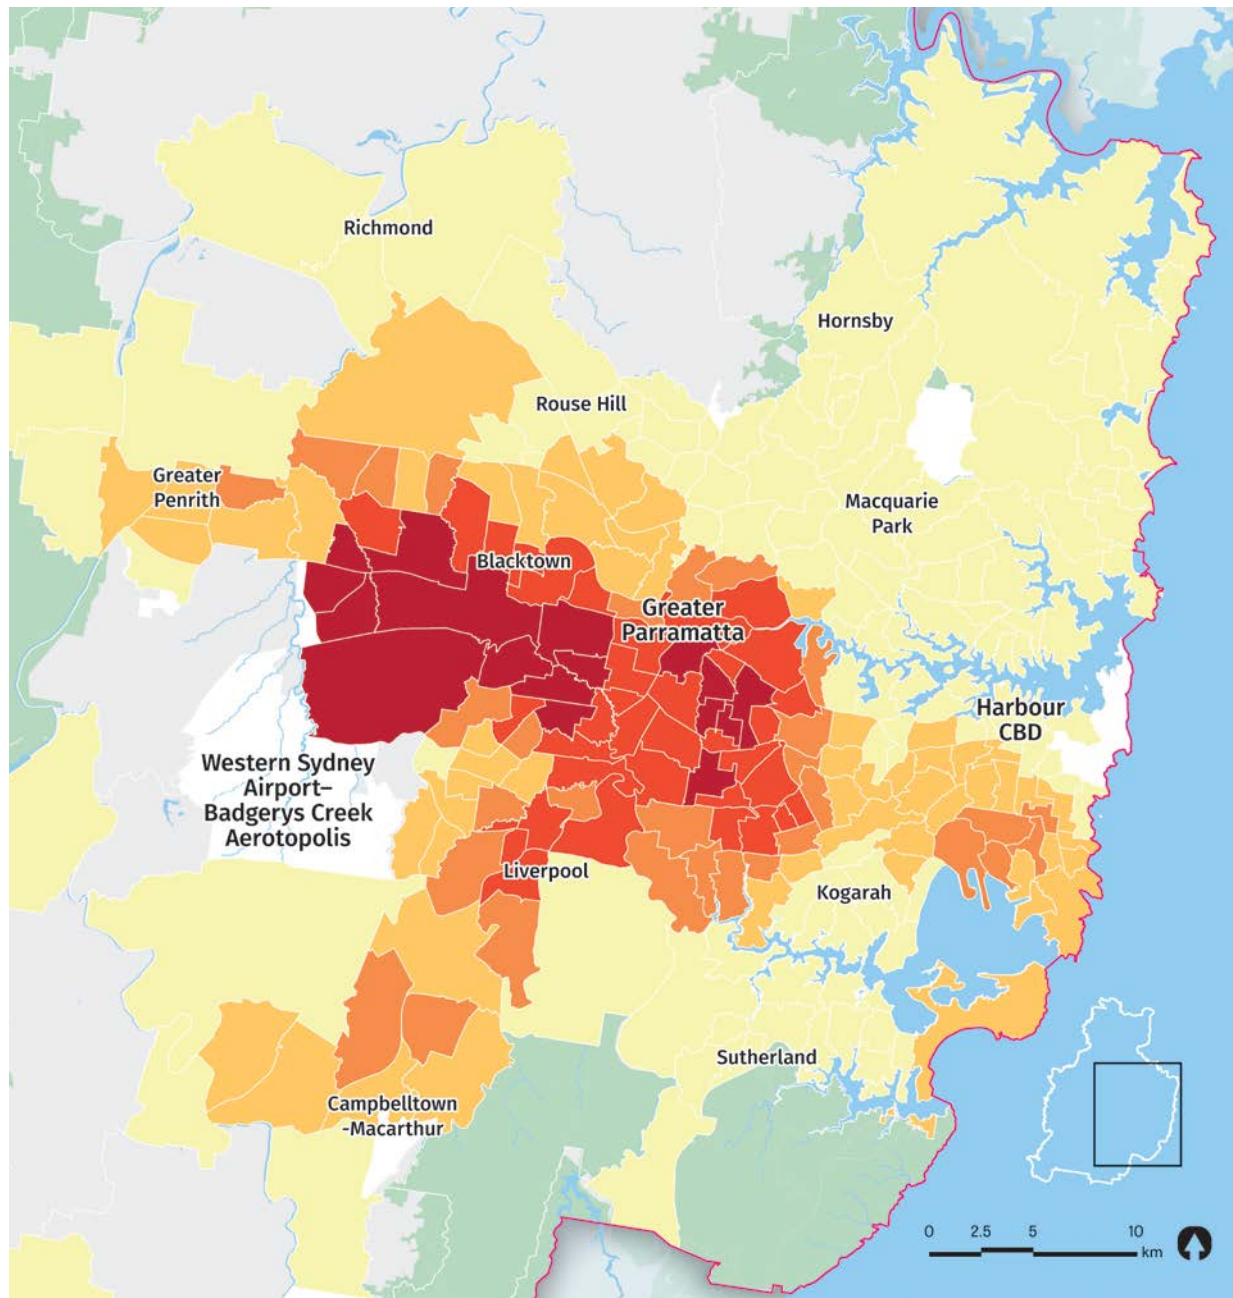 Richmond
Hornsby
Rouse Hill
Greater
Penrith
Macquarie
Park
Blacktown
Greater
Parramatta
Harbour
CBD
Western Sydney
Airport–
Badgerys Creek
Aerotopolis
Liverpool
Kogarah
Sutherland
Campbelltown
-Macarthur
0 2.5 5 10
km